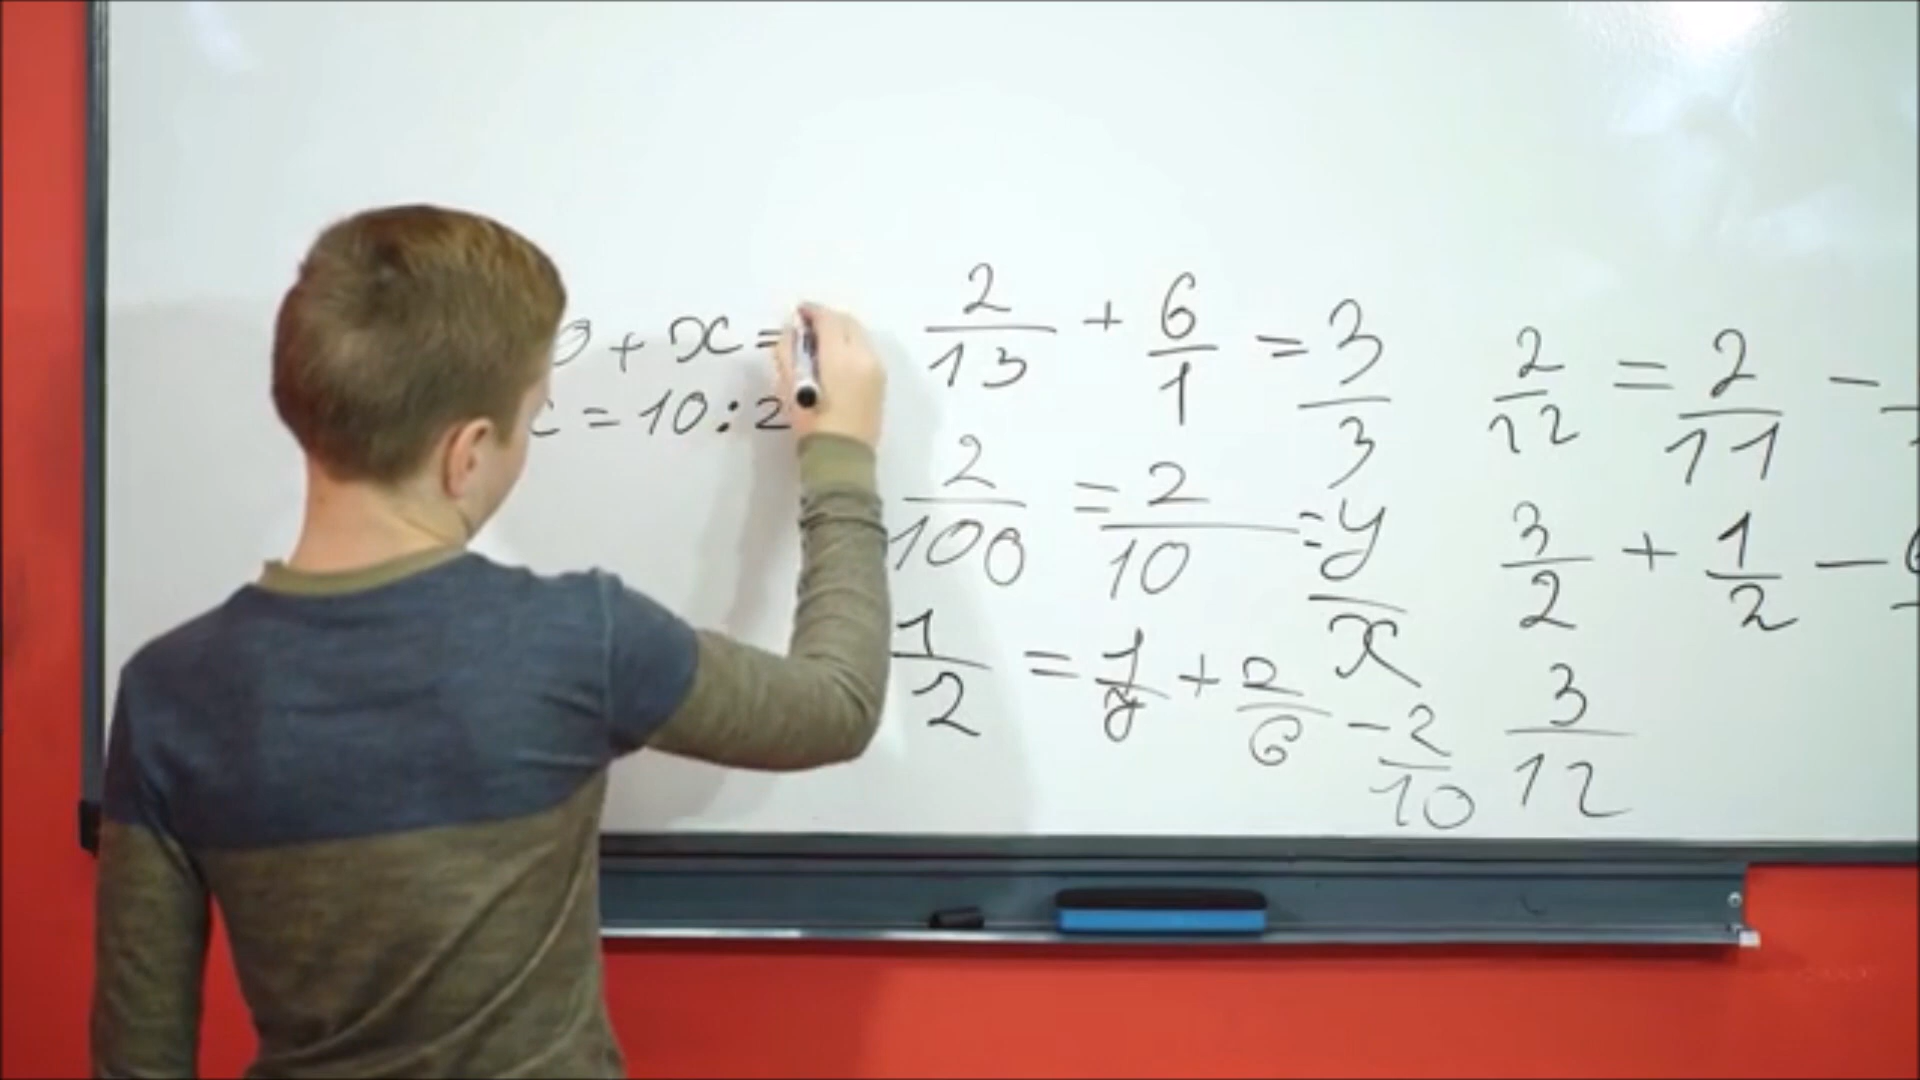 + x =
= 10 : 2
2/13 + 6/1 = 3/3
2/100 = 2/10 = y/x
1/2 = 1/y + 2/6 - 2/10
2/12 = 2/11 -
3/2 + 1/2 -
3/12